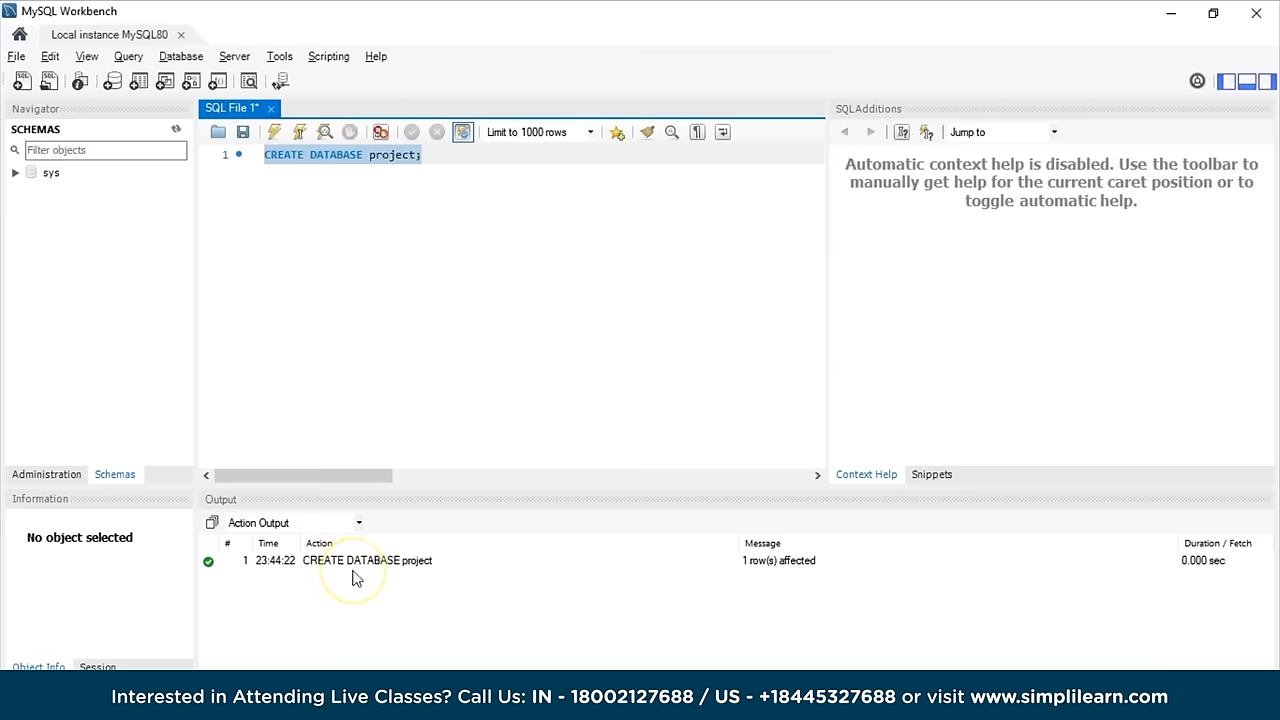 MySQL Workbench
Local instance MySQL80
File Edit View Query Database Server Tools Scripting Help
Navigator
SCHEMAS
Filter objects
sys
Administration Schemas
Information
No object selected
Object Info Session
SQL File 1*
Limit to 1000 rows
1 CREATE DATABASE project;
SQLAdditions
Jump to
Automatic context help is disabled. Use the toolbar to
manually get help for the current caret position or to
toggle automatic help.
Context Help Snippets
Output
Action Output
# Time Action Message Duration / Fetch
1 23:44:22 CREATE DATABASE project 1 row(s) affected 0.000 sec
Interested in Attending Live Classes? Call Us: IN - 18002127688 / US - +18445327688 or visit www.simplilearn.com